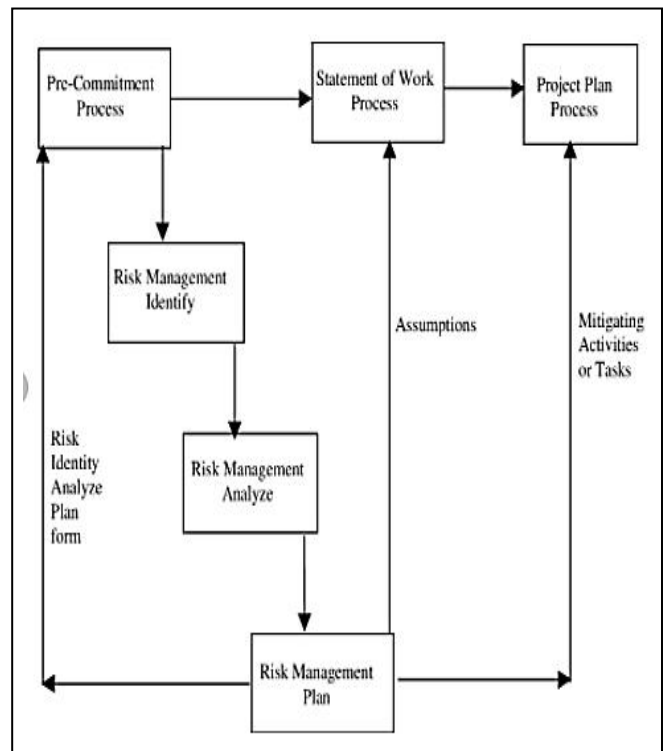 Pre-Commitment
Process
Statement of Work
Process
Project Plan
Process
Risk Management
Identify
Assumptions
Mitigating
Activities
or Tasks
Risk
Identity
Analyze
Plan
form
Risk Management
Analyze
Risk Management
Plan